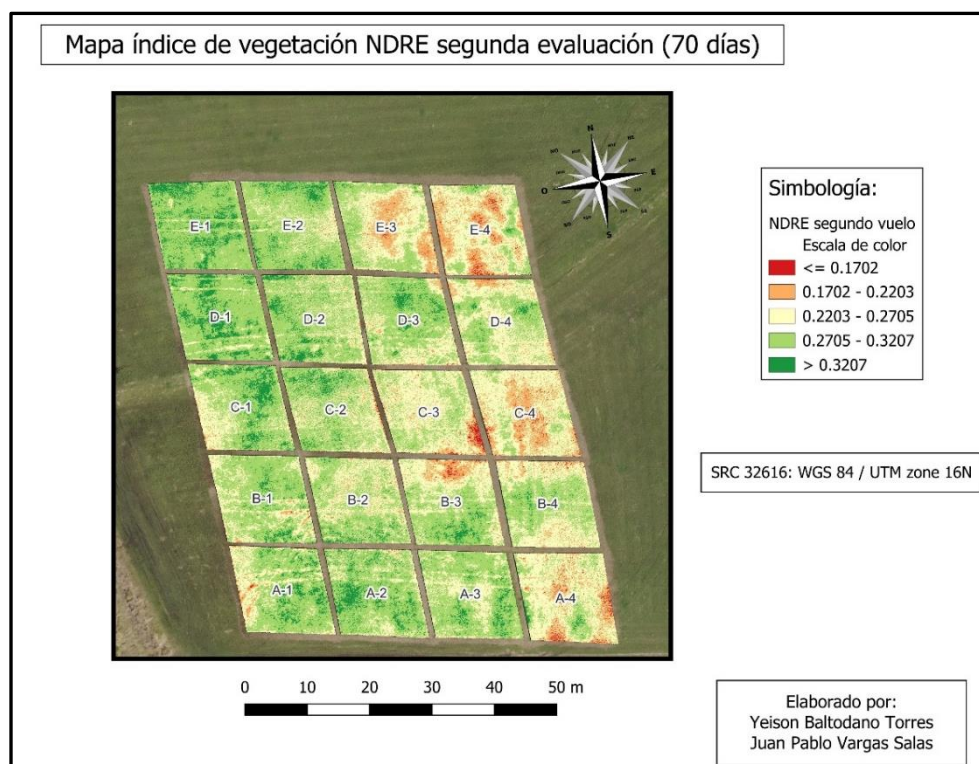 Mapa índice de vegetación NDRE segunda evaluación (70 días)
N
E
S
O
E-1 E-2 E-3 E-4
D-1 D-2 D-3 D-4
C-1 C-2 C-3 C-4
B-1 B-2 B-3 B-4
A-1 A-2 A-3 A-4
Simbología:
NDRE segundo vuelo
Escala de color
<= 0.1702
0.1702 - 0.2203
0.2203 - 0.2705
0.2705 - 0.3207
> 0.3207
SRC 32616: WGS 84 / UTM zone 16N
0 10 20 30 40 50 m
Elaborado por:
Yeison Baltodano Torres
Juan Pablo Vargas Salas